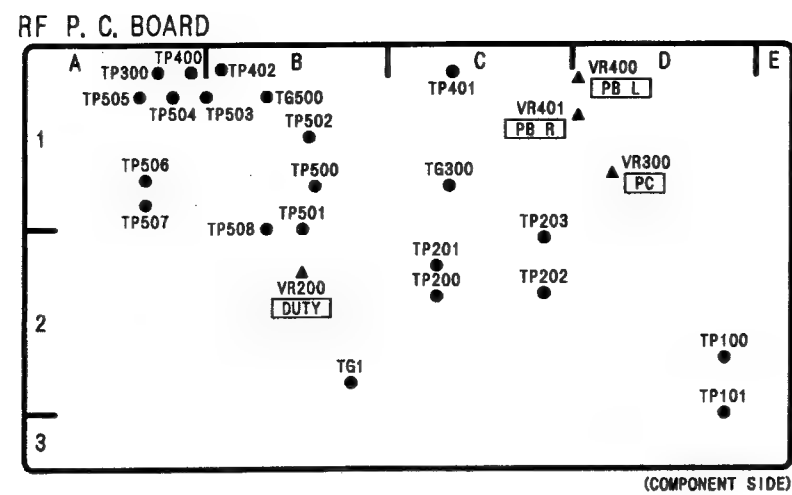 RF P. C. BOARD
A B C D E
TP400
TP300 TP402
TP401
VR400
PB L
TP505 TP504 TP503 TG500
VR401
PB R
TP502
1
TP506 TP500 TG300
VR300
PC
TP507
TP508 TP501 TP203
TP201
TP200 TP202
VR200
DUTY
2
TP100
TG1
TP101
3
(COMPONENT SIDE)